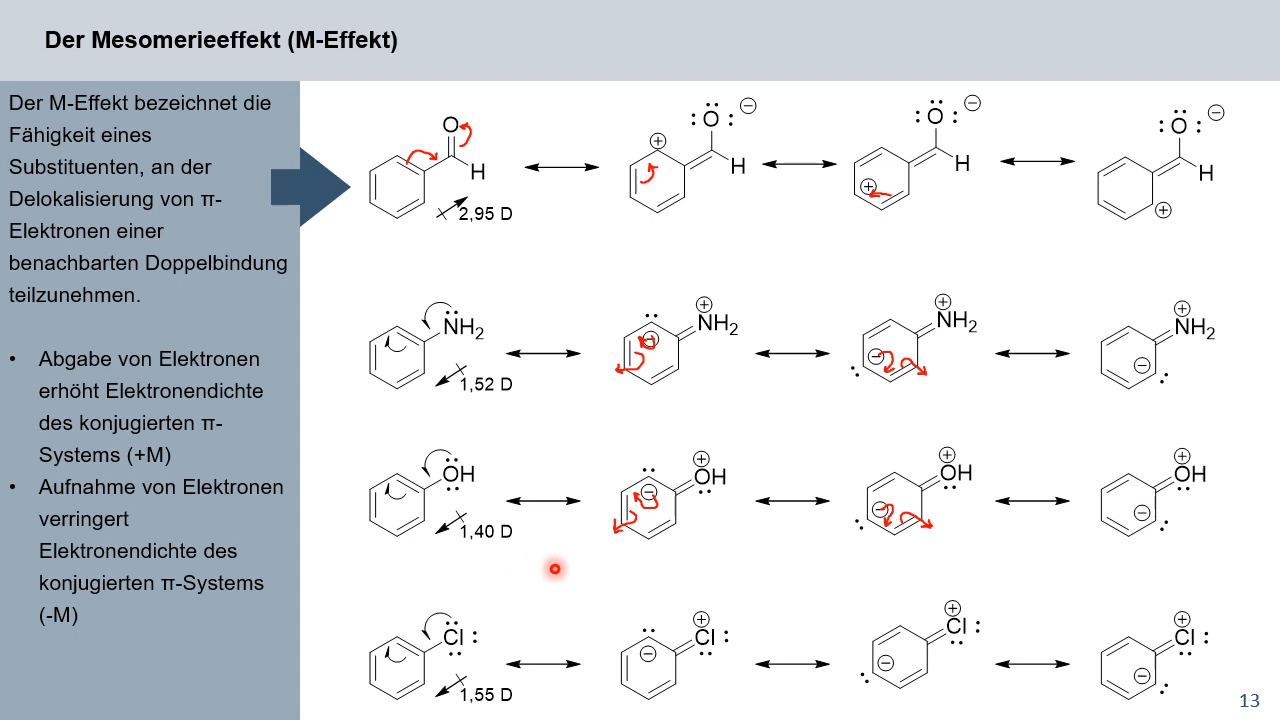 Der Mesomerieeffekt (M-Effekt)
Der M-Effekt bezeichnet die
Fähigkeit eines
Substituenten, an der
Delokalisierung von π-
Elektronen einer
benachbarten Doppelbindung
teilzunehmen.
• Abgabe von Elektronen
erhöht Elektronendichte
des konjugierten π-
Systems (+M)
• Aufnahme von Elektronen
verringert
Elektronendichte des
konjugierten π-Systems
(-M)
O H 2,95 D
⊕ O ⊖ H
⊕ O ⊖ H
O ⊖ H ⊕
NH₂ 1,52 D
⊖ ⊕ NH₂
⊖ ⊕ NH₂
⊖ ⊕ NH₂
OH 1,40 D
⊖ ⊕ OH
⊖ ⊕ OH
⊖ ⊕ OH
Cl 1,55 D
⊖ ⊕ Cl
⊖ ⊕ Cl
⊖ ⊕ Cl
13